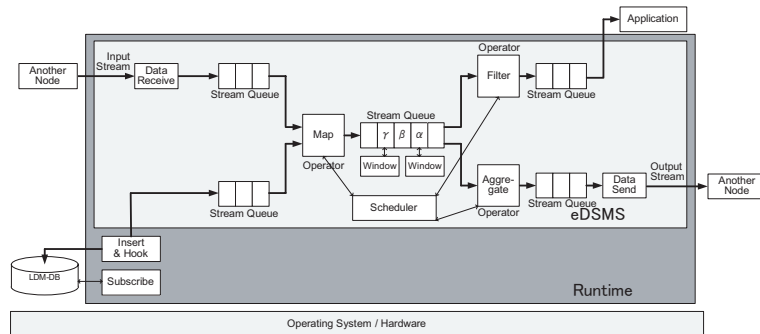 Application
Operator
Input
Stream
Another
Node
Data
Receive
Stream Queue
Filter
Stream Queue
Stream Queue
Map
γ β α
Operator
Window
Window
Stream Queue
Scheduler
Aggre-
gate
Operator
Stream Queue
Data
Send
Output
Stream
Another
Node
eDSMS
Insert
& Hook
LDM-DB
Subscribe
Runtime
Operating System / Hardware